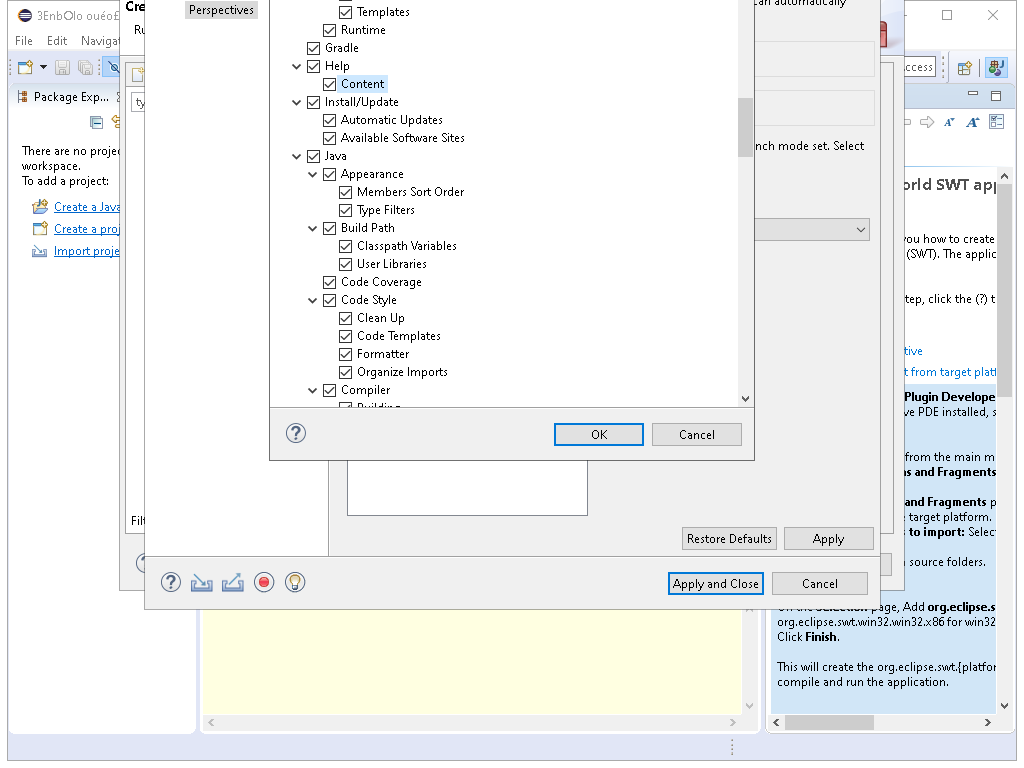 3EnbOlo
File Edit Navigat
Package Exp...
There are no projec
workspace.
To add a project:
Create a Java
Create a proj
Import proje
Cre
Ru
ty
Filt
Perspectives
Templates
Runtime
Gradle
Help
Content
Install/Update
Automatic Updates
Available Software Sites
Java
Appearance
Members Sort Order
Type Filters
Build Path
Classpath Variables
User Libraries
Code Coverage
Code Style
Clean Up
Code Templates
Formatter
Organize Imports
Compiler
Building
OK
Cancel
can automatically
nch mode set. Select
Restore Defaults
Apply
Apply and Close
Cancel
ccess
orld SWT app
you how to create
(SWT). The applic
tep, click the (?) t
tive
t from target platf
Plugin Develope
ve PDE installed, s
from the main m
ns and Fragments
and Fragments p
target platform.
to import: Selec
source folders.
On the Selection page, Add org.eclipse.s
org.eclipse.swt.win32.win32.x86 for win32
Click Finish.
This will create the org.eclipse.swt.{platfor
compile and run the application.